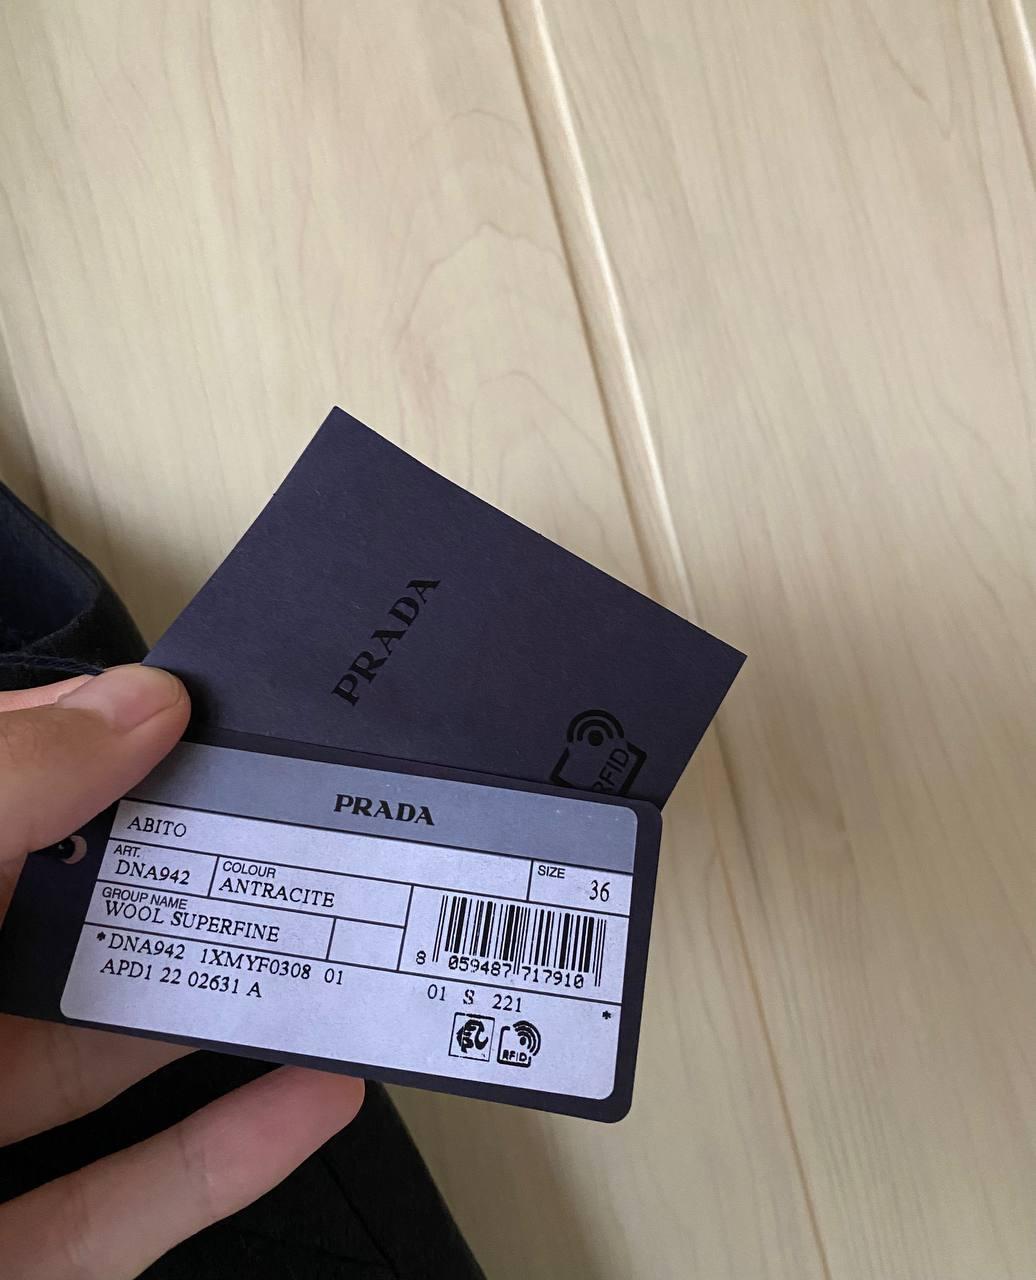 PRADA
RFID
PRADA
ABITO
ART.
DNA942
COLOUR
ANTRACITE
SIZE
36
GROUP NAME
WOOL SUPERFINE
8 059487 717910
*DNA942 1XMYF0308 01
APD1 22 02631 A
01 S 221
*
RFID